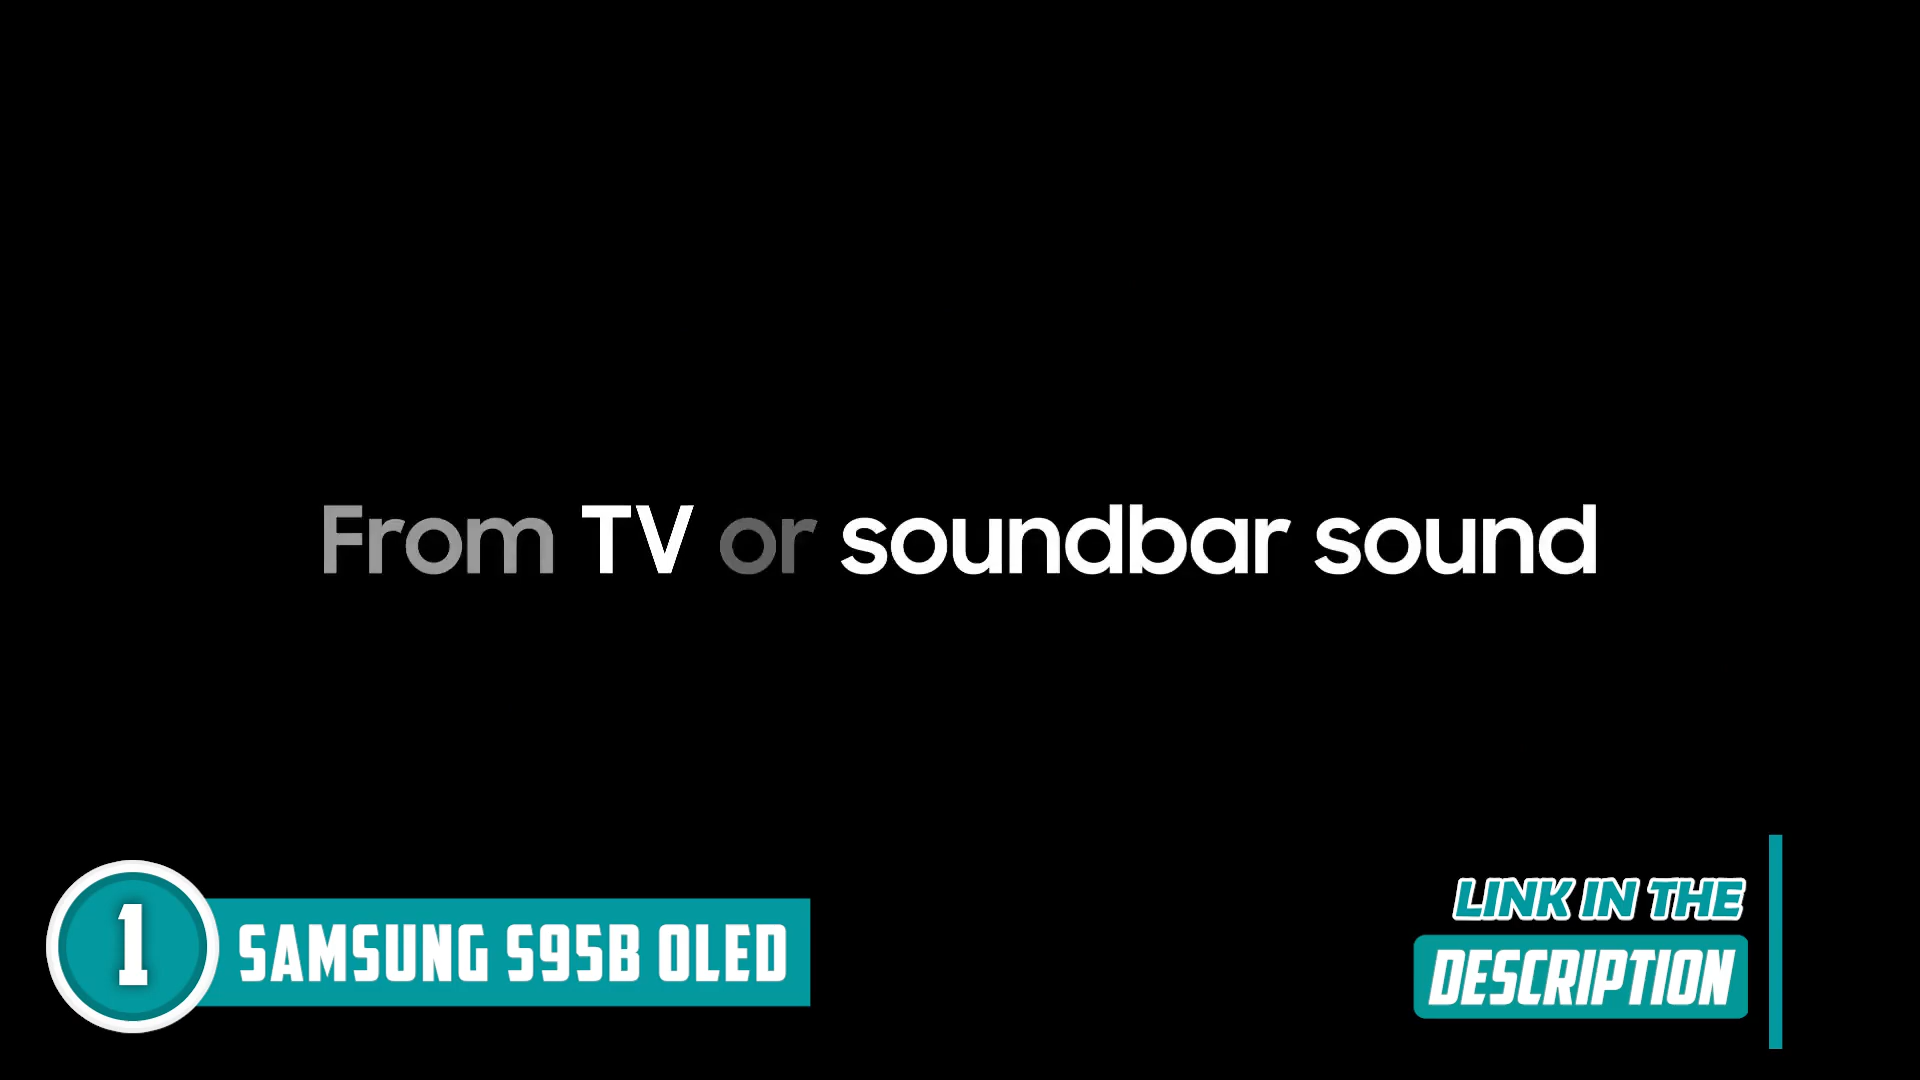 From TV or soundbar sound
1
SAMSUNG S95B OLED
LINK IN THE
DESCRIPTION